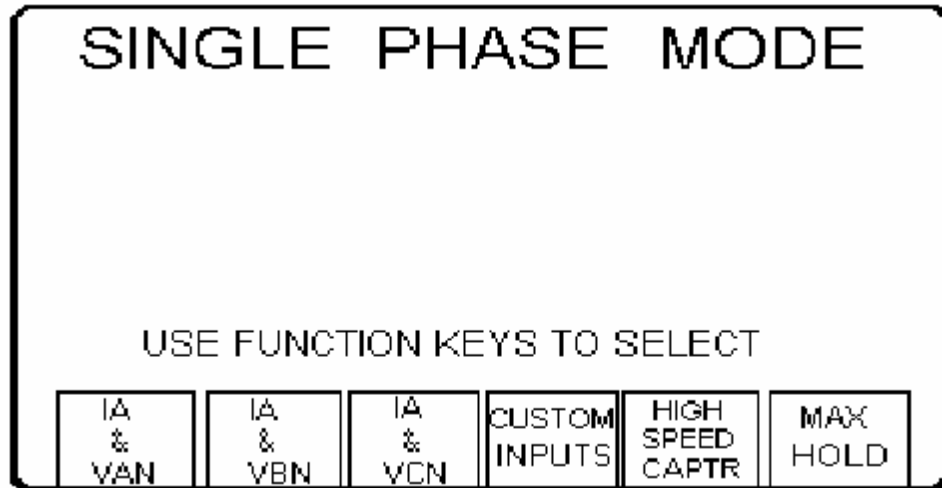 SINGLE PHASE MODE
USE FUNCTION KEYS TO SELECT
IA
&
VAN
IA
&
VBN
IA
&
VCN
CUSTOM
INPUTS
HIGH
SPEED
CAPTR
MAX
HOLD